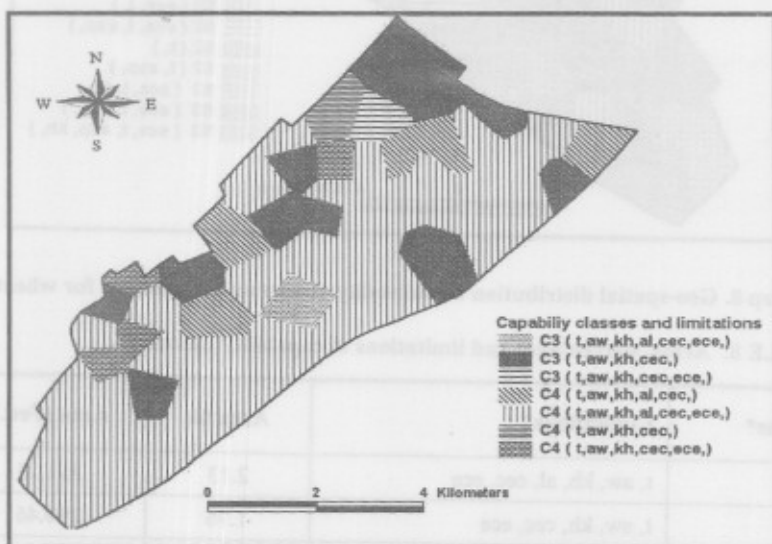 N
W E
S
Capabiliy classes and limitations
C3 ( t,aw,kh,al,cec,ece,)
C3 ( t,aw,kh,cec,)
C3 ( t,aw,kh,cec,ece,)
C4 ( t,aw,kh,al,cec,)
C4 ( t,aw,kh,al,cec,ece,)
C4 ( t,aw,kh,cec,)
C4 ( t,aw,kh,cec,ece,)
0 2 4 Kilometers